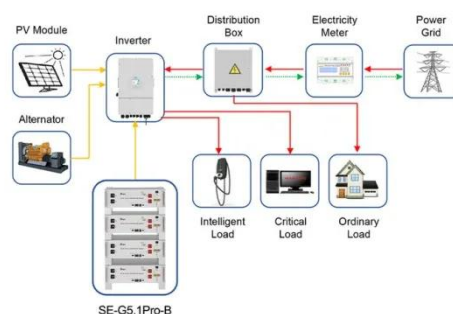 PV Module
Inverter
Distribution
Box
Electricity
Meter
Power
Grid
Alternator
Intelligent
Load
Critical
Load
Ordinary
Load
SE-G5.1Pro-B